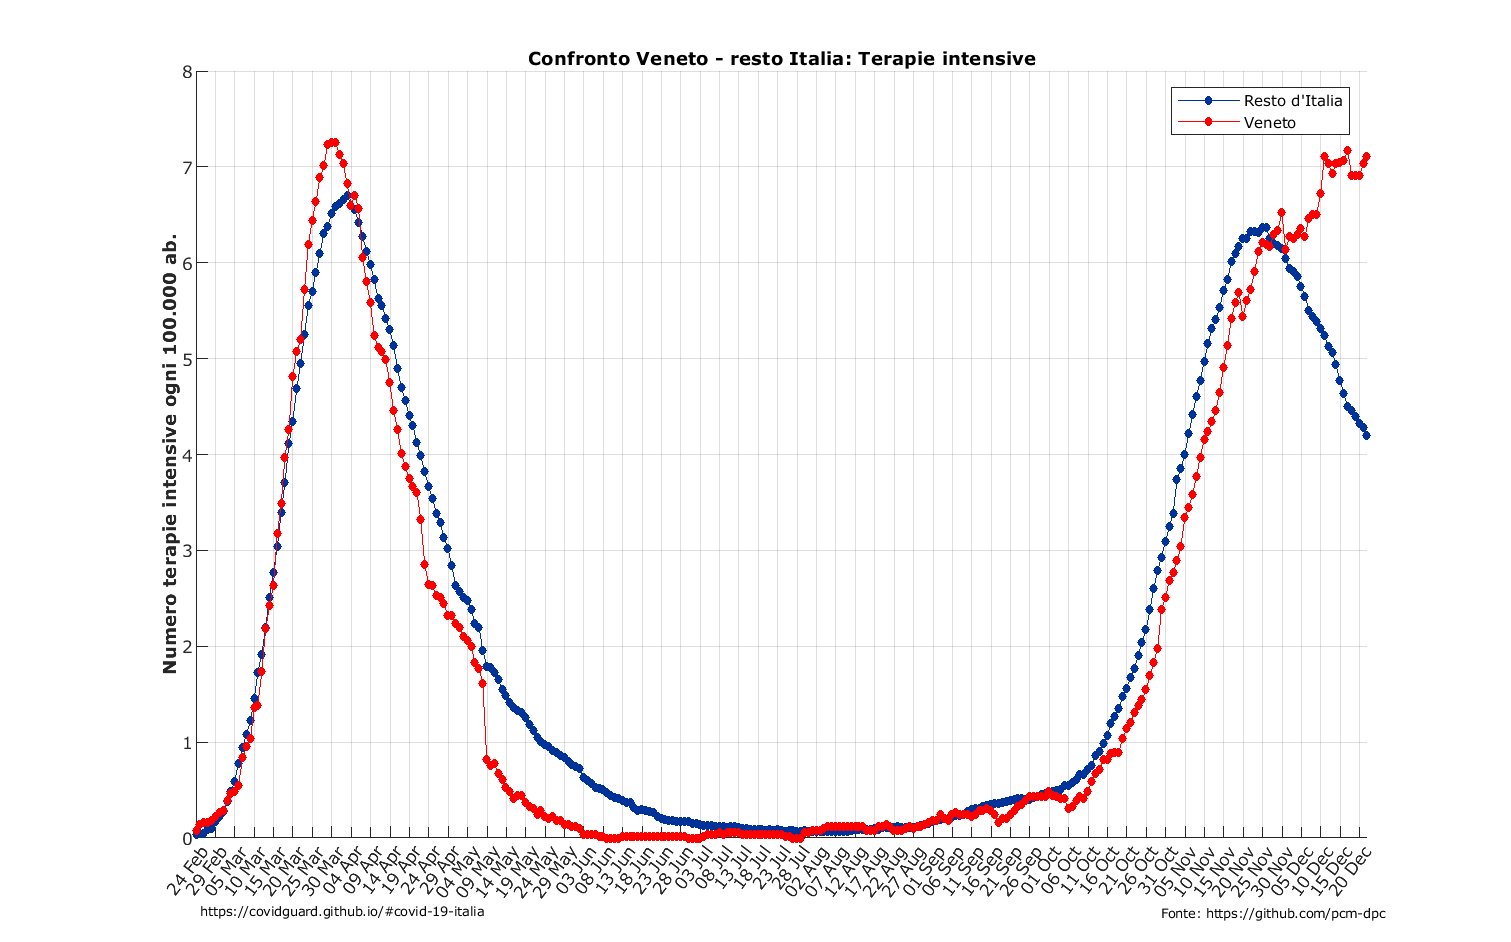 Confronto Veneto - resto Italia: Terapie intensive
Resto d'Italia
Veneto
Numero terapie intensive ogni 100.000 ab.
8
7
6
5
4
3
2
1
0
24 Feb
29 Feb
05 Mar
10 Mar
15 Mar
20 Mar
25 Mar
30 Mar
04 Apr
09 Apr
14 Apr
19 Apr
24 Apr
29 Apr
04 May
09 May
14 May
19 May
24 May
29 May
03 Jun
08 Jun
13 Jun
18 Jun
23 Jun
28 Jun
03 Jul
08 Jul
13 Jul
18 Jul
23 Jul
28 Jul
02 Aug
07 Aug
12 Aug
17 Aug
22 Aug
27 Aug
01 Sep
06 Sep
11 Sep
16 Sep
21 Sep
26 Sep
01 Oct
06 Oct
11 Oct
16 Oct
21 Oct
26 Oct
31 Oct
05 Nov
10 Nov
15 Nov
20 Nov
25 Nov
30 Nov
05 Dec
10 Dec
15 Dec
20 Dec
https://covidguard.github.io/#covid-19-italia
Fonte: https://github.com/pcm-dpc